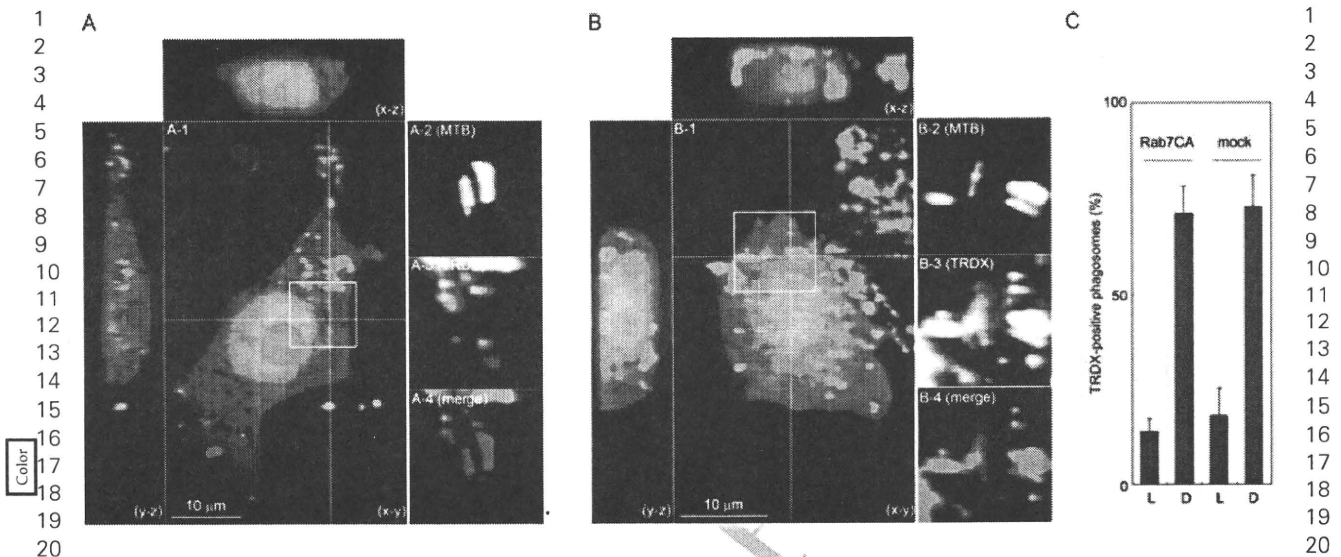 1
2
3
4
5
6
7
8
9
10
11
12
13
14
15
16
17
18
19
20
Color
A
(x-z)
A-1
A-2 (MTB)
A-4 (merge)
10 μm
(y-z)
(x-y)
B
(x-z)
B-1
B-2 (MTB)
B-3 (TRDX)
B-4 (merge)
10 μm
(y-z)
(x-y)
C
100
50
0
TRDX-positive phagosomes (%)
Rab7CA mock
L D L D
1
2
3
4
5
6
7
8
9
10
11
12
13
14
15
16
17
18
19
20